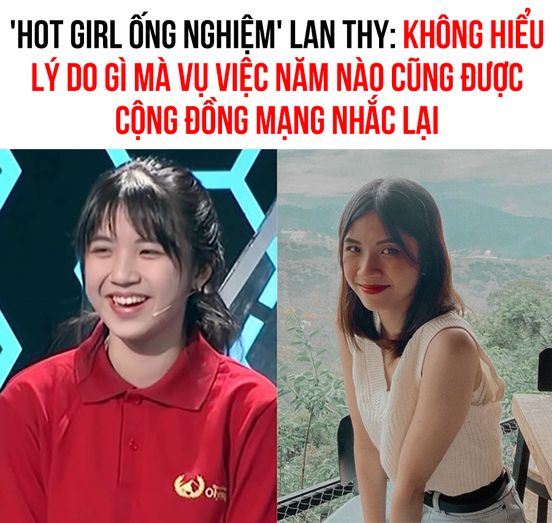 'HOT GIRL ỐNG NGHIỆM' LAN THY: KHÔNG HIỂU
LÝ DO GÌ MÀ VỤ VIỆC NĂM NÀO CŨNG ĐƯỢC
CỘNG ĐỒNG MẠNG NHẮC LẠI